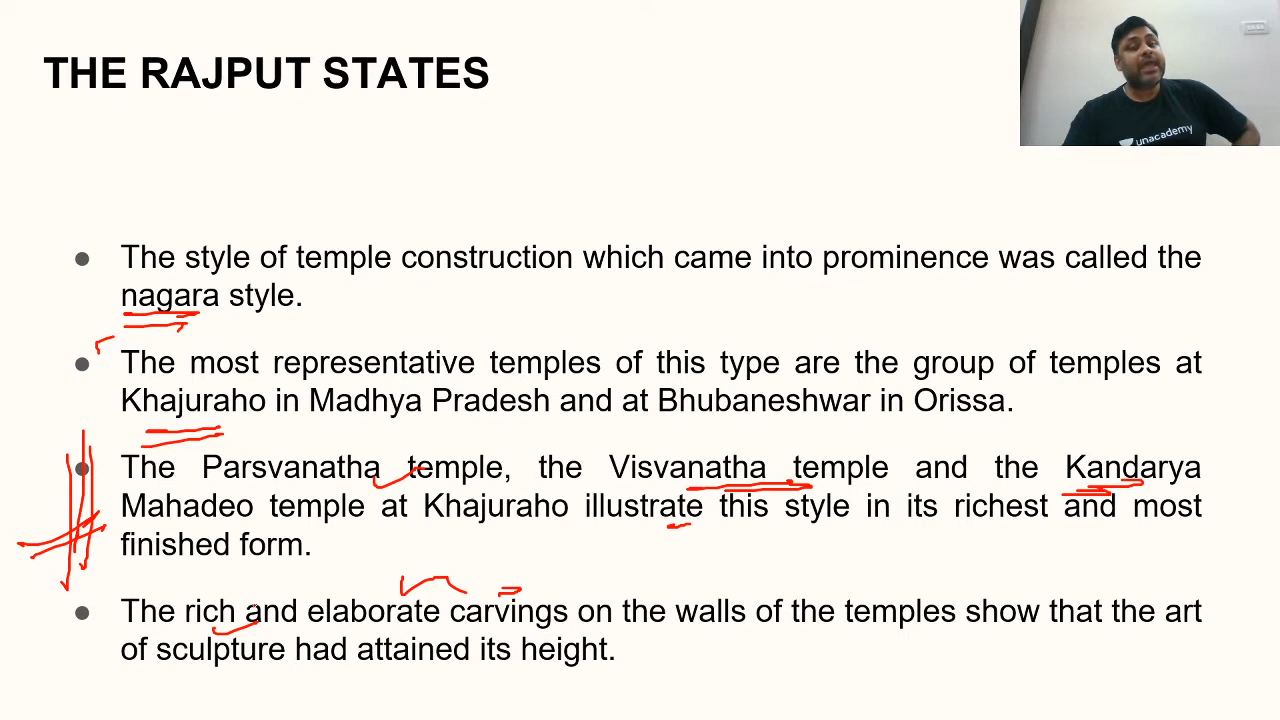 THE RAJPUT STATES
unacademy
● The style of temple construction which came into prominence was called the
nagara style.
● The most representative temples of this type are the group of temples at
Khajuraho in Madhya Pradesh and at Bhubaneshwar in Orissa.
● The Parsvanatha temple, the Visvanatha temple and the Kandarya
Mahadeo temple at Khajuraho illustrate this style in its richest and most
finished form.
● The rich and elaborate carvings on the walls of the temples show that the art
of sculpture had attained its height.